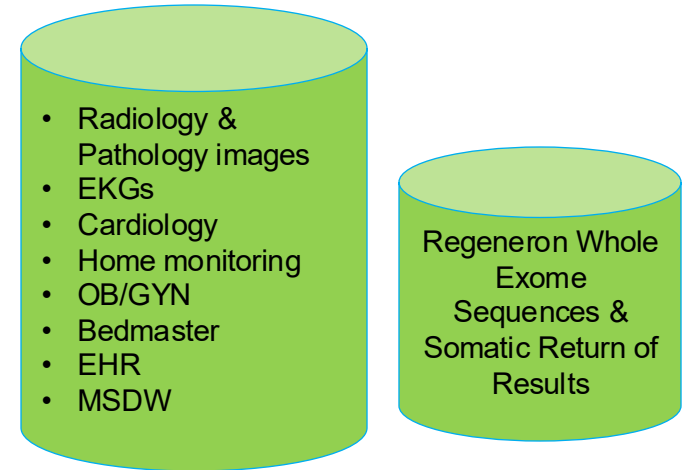 • Radiology &
Pathology images
• EKGs
• Cardiology
• Home monitoring
• OB/GYN
• Bedmaster
• EHR
• MSDW
Regeneron Whole
Exome
Sequences &
Somatic Return of
Results